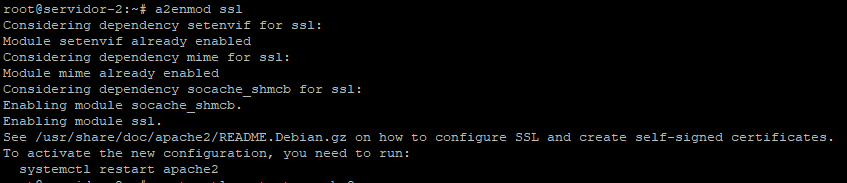 root@servidor-2:~# a2enmod ssl
Considering dependency setenvif for ssl:
Module setenvif already enabled
Considering dependency mime for ssl:
Module mime already enabled
Considering dependency socache_shmcb for ssl:
Enabling module socache_shmcb.
Enabling module ssl.
See /usr/share/doc/apache2/README.Debian.gz on how to configure SSL and create self-signed certificates.
To activate the new configuration, you need to run:
  systemctl restart apache2